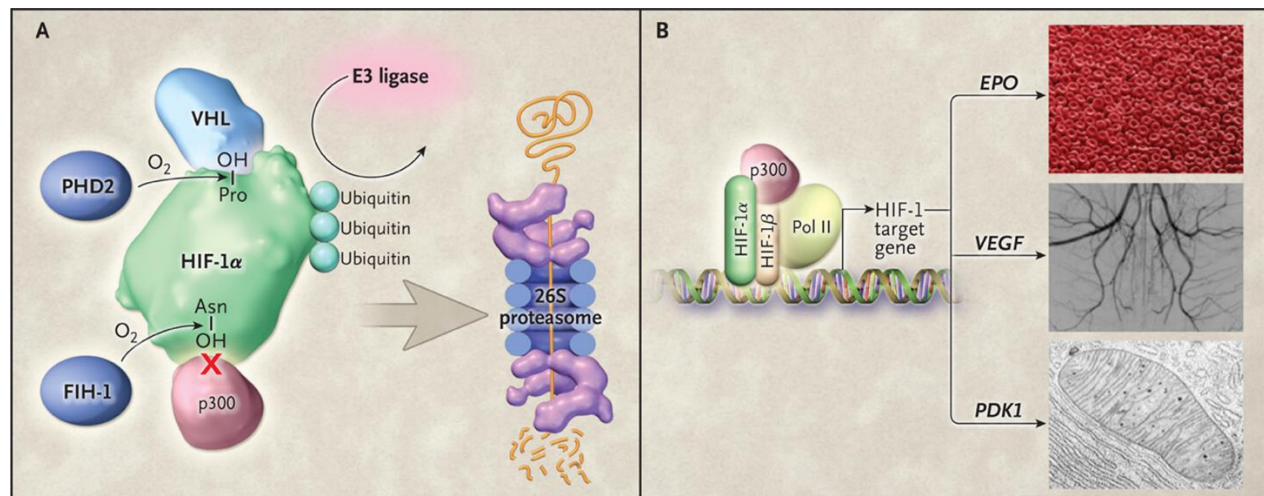 A
VHL
E3 ligase
O2
OH
PHD2
Pro
Ubiquitin
Ubiquitin
Ubiquitin
HIF-1α
Asn
O2
OH
X
FIH-1
p300
26S
proteasome
B
p300
HIF-1α
HIF-1β
Pol II
HIF-1
target
gene
EPO
VEGF
PDK1